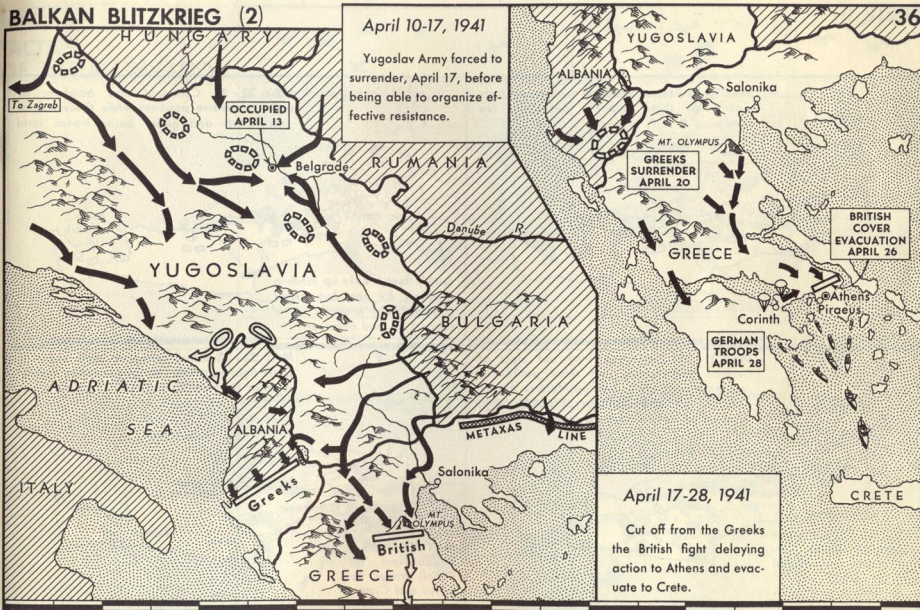 BALKAN BLITZKRIEG (2)
36
HUNGARY
To Zagreb
OCCUPIED
APRIL 13
Belgrade
RUMANIA
Danube R.
YUGOSLAVIA
BULGARIA
ADRIATIC
SEA
ALBANIA
ITALY
METAXAS LINE
Greeks
Salonika
MT
OLYMPUS
British
GREECE
April 10-17, 1941
Yugoslav Army forced to
surrender, April 17, before
being able to organize ef-
fective resistance.
YUGOSLAVIA
ALBANIA
Salonika
MT. OLYMPUS
GREEKS
SURRENDER
APRIL 20
GREECE
BRITISH
COVER
EVACUATION
APRIL 26
Athens
Piraeus
Corinth
GERMAN
TROOPS
APRIL 28
CRETE
April 17-28, 1941
Cut off from the Greeks
the British fight delaying
action to Athens and evac-
uate to Crete.